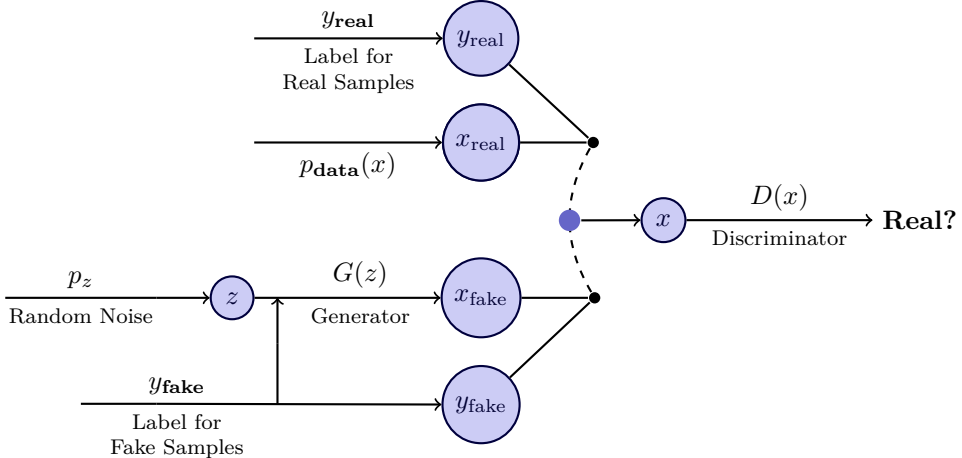 y_real
Label for
Real Samples
y_real
p_data(x)
x_real
x
D(x)
Discriminator
Real?
p_z
Random Noise
z
G(z)
Generator
x_fake
y_fake
Label for
Fake Samples
y_fake